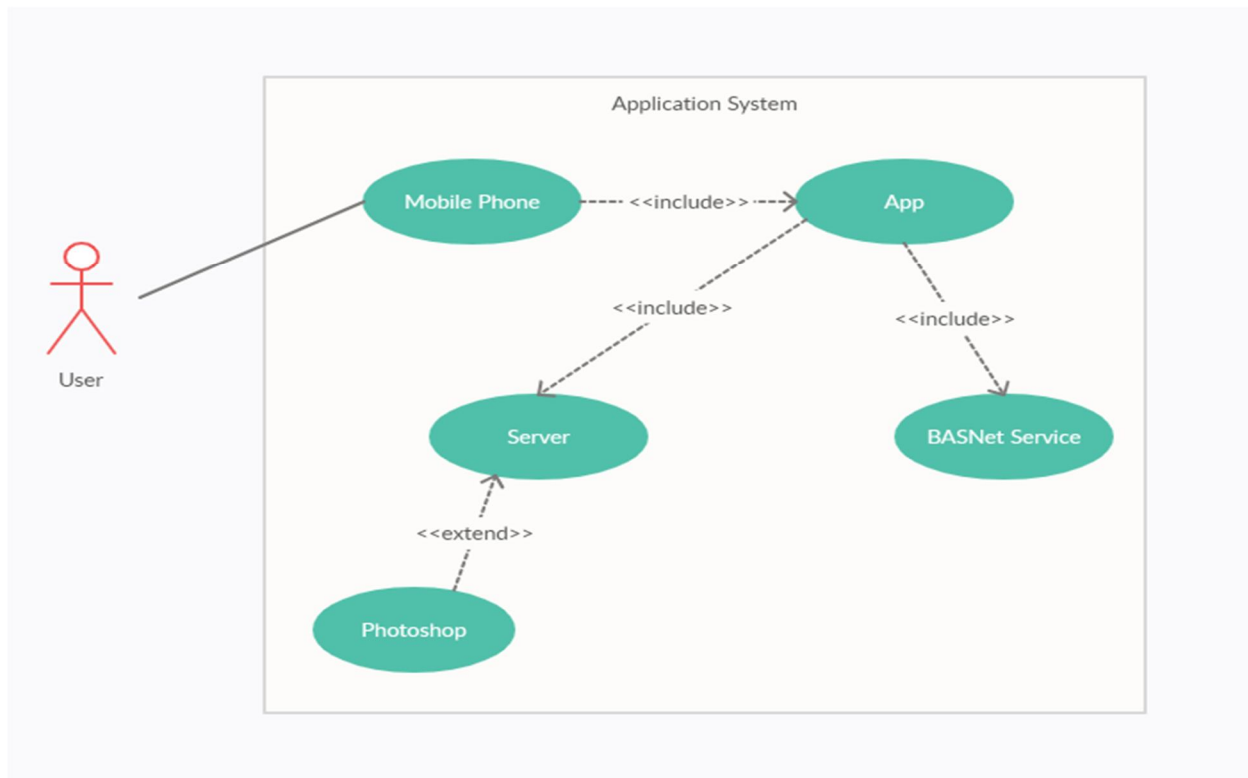 Application System
Mobile Phone
<<include>>
App
<<include>>
<<include>>
User
Server
BASNet Service
<<extend>>
Photoshop